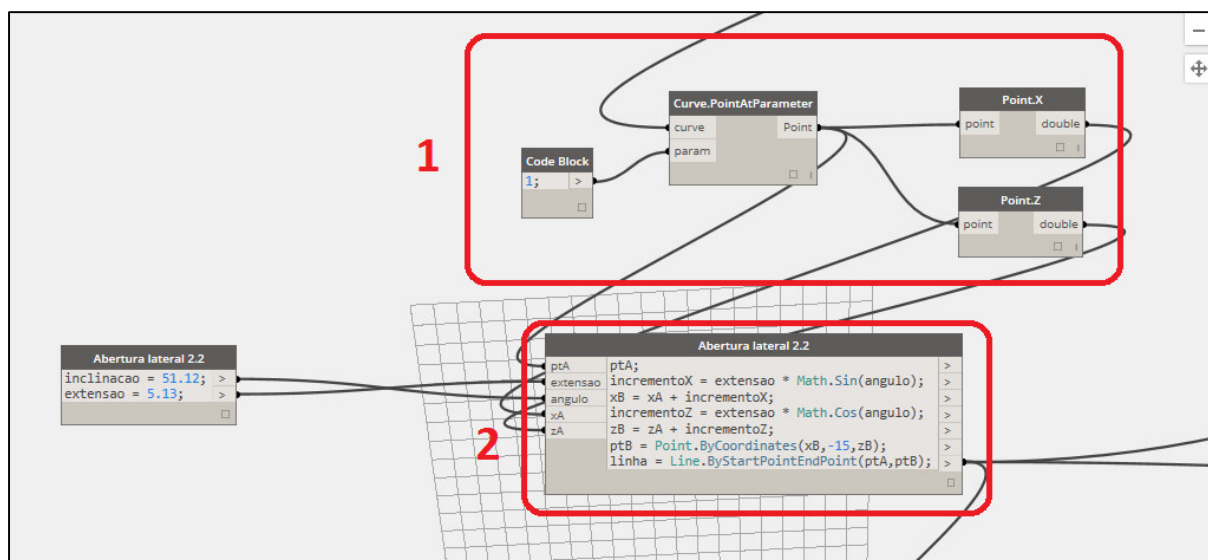 1
Code Block
1; >
Curve.PointAtParameter
curve Point
param
Point.X
point double
Point.Z
point double
Abertura lateral 2.2
inclinacao = 51.12; >
extensao = 5.13; >
2
Abertura lateral 2.2
ptA ptA; >
extensao incrementoX = extensao * Math.Sin(angulo); >
angulo xB = xA + incrementoX; >
xA incrementoZ = extensao * Math.Cos(angulo); >
zA zB = zA + incrementoZ; >
ptB = Point.ByCoordinates(xB,-15,zB); >
linha = Line.ByStartPointEndPoint(ptA,ptB); >